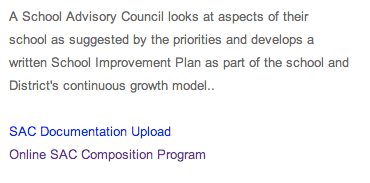 A School Advisory Council looks at aspects of their
school as suggested by the priorities and develops a
written School Improvement Plan as part of the school and
District's continuous growth model..
SAC Documentation Upload
Online SAC Composition Program